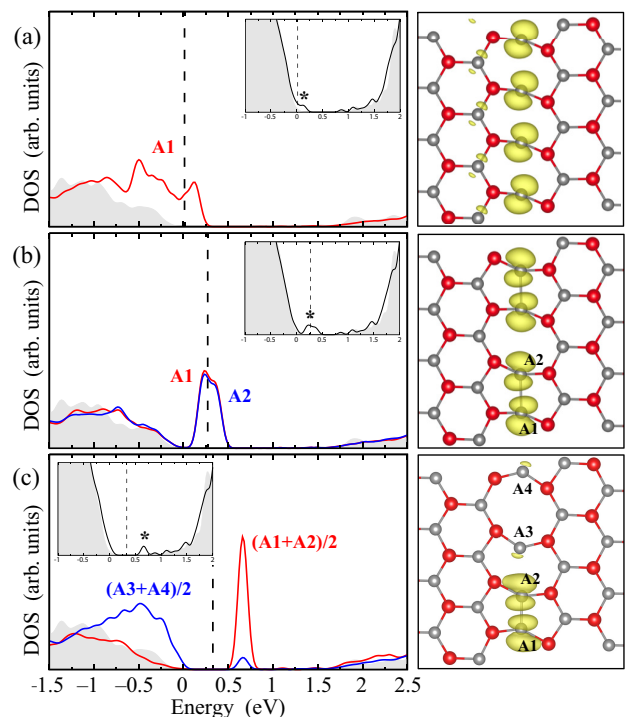 (a)
DOS (arb. units)
A1
*
-1 -0.5 0 0.5 1 1.5 2
(b)
DOS (arb. units)
A1
A2
*
-1 -0.5 0 0.5 1 1.5 2
A2
A1
(c)
DOS (arb. units)
*
-1 -0.5 0 0.5 1 1.5 2
(A1+A2)/2
(A3+A4)/2
A4
A3
A2
A1
-1.5 −1 −0.5 0 0.5 1 1.5 2 2.5
Energy (eV)